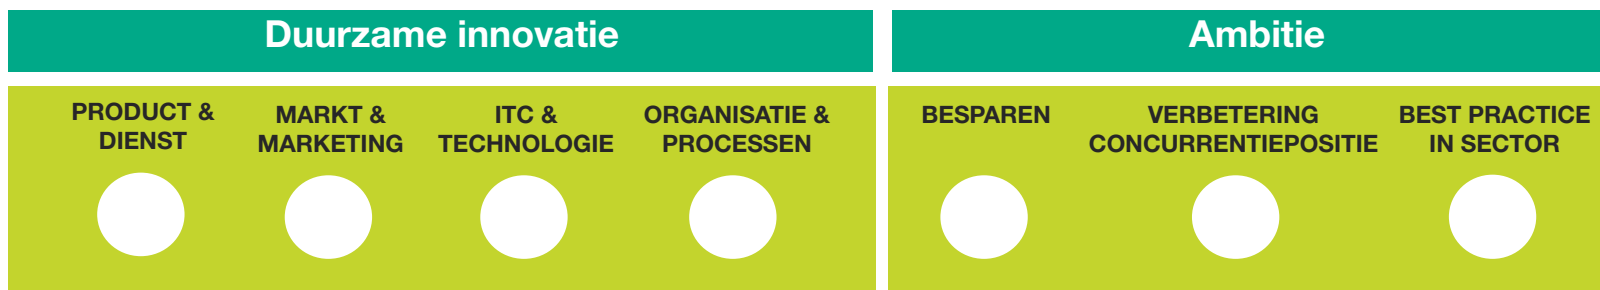 Duurzame innovatie
PRODUCT &
DIENST
MARKT &
MARKETING
ITC &
TECHNOLOGIE
ORGANISATIE &
PROCESSEN
Ambitie
BESPAREN
VERBETERING
CONCURRENTIEPOSITIE
BEST PRACTICE
IN SECTOR